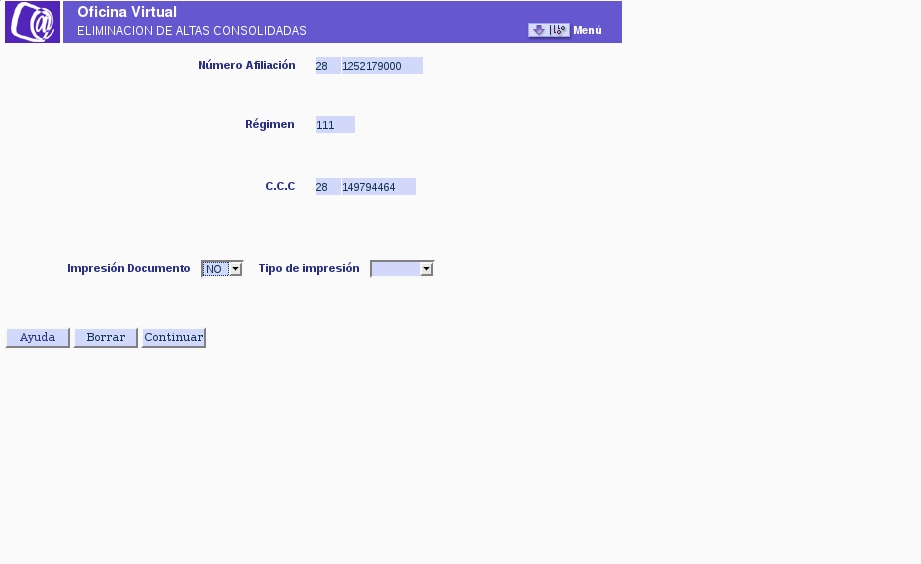 Oficina Virtual
ELIMINACION DE ALTAS CONSOLIDADAS
Menú
Número Afiliación 28 1252179000
Régimen 111
C.C.C 28 149794464
Impresión Documento NO Tipo de impresión
Ayuda Borrar Continuar